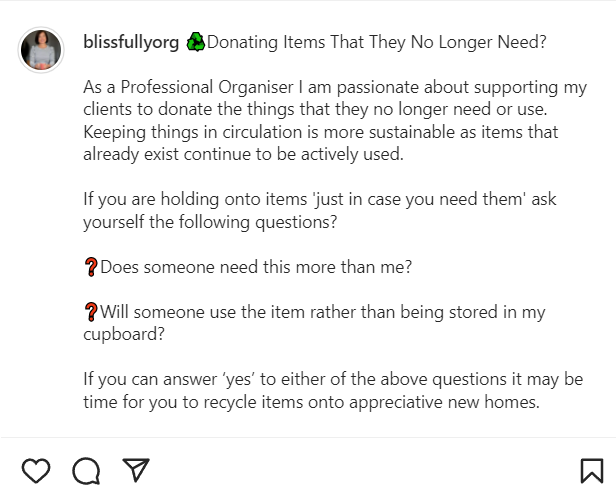 blissfullyorg ♻Donating Items That They No Longer Need?
As a Professional Organiser I am passionate about supporting my
clients to donate the things that they no longer need or use.
Keeping things in circulation is more sustainable as items that
already exist continue to be actively used.
If you are holding onto items 'just in case you need them' ask
yourself the following questions?
❓Does someone need this more than me?
❓Will someone use the item rather than being stored in my
cupboard?
If you can answer ‘yes’ to either of the above questions it may be
time for you to recycle items onto appreciative new homes.